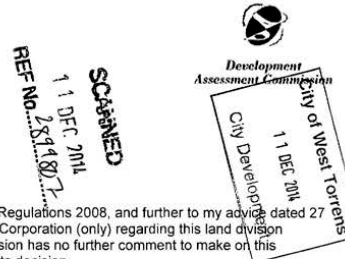 Development
Assessment Commission
SCANNED
11 DEC 2014
REF No. 2899807
City of West Torrens
11 DEC 2014
City Development
Regulations 2008, and further to my advice dated 27
Corporation (only) regarding this land division
sion has no further comment to make on this